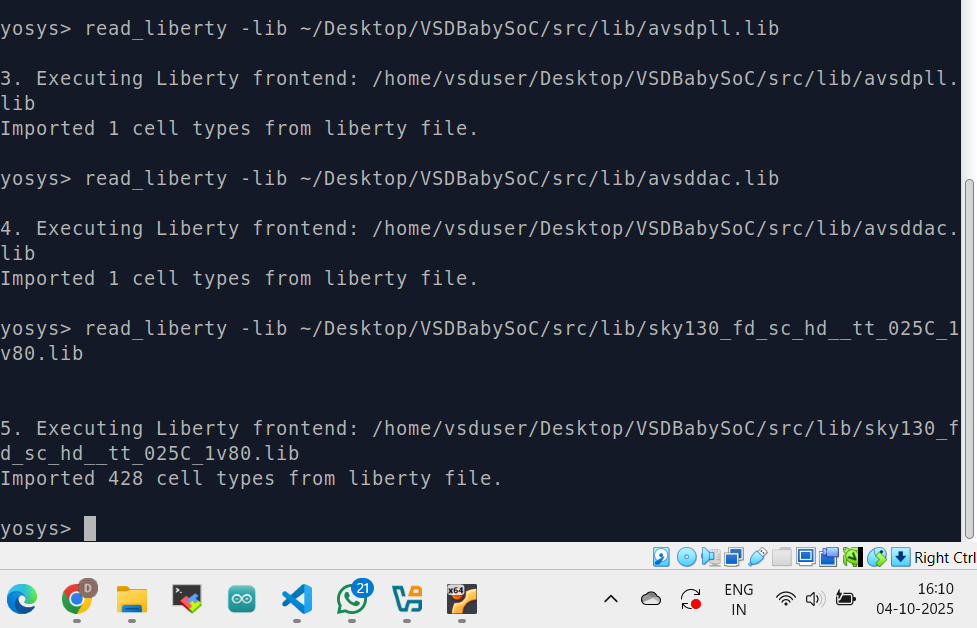 yosys> read_liberty -lib ~/Desktop/VSDBabySoC/src/lib/avsdpll.lib
3. Executing Liberty frontend: /home/vsduser/Desktop/VSDBabySoC/src/lib/avsdpll.
lib
Imported 1 cell types from liberty file.
yosys> read_liberty -lib ~/Desktop/VSDBabySoC/src/lib/avsddac.lib
4. Executing Liberty frontend: /home/vsduser/Desktop/VSDBabySoC/src/lib/avsddac.
lib
Imported 1 cell types from liberty file.
yosys> read_liberty -lib ~/Desktop/VSDBabySoC/src/lib/sky130_fd_sc_hd__tt_025C_1
v80.lib
5. Executing Liberty frontend: /home/vsduser/Desktop/VSDBabySoC/src/lib/sky130_f
d_sc_hd__tt_025C_1v80.lib
Imported 428 cell types from liberty file.
yosys>
Right Ctrl
D
21
x64
ENG
IN
16:10
04-10-2025